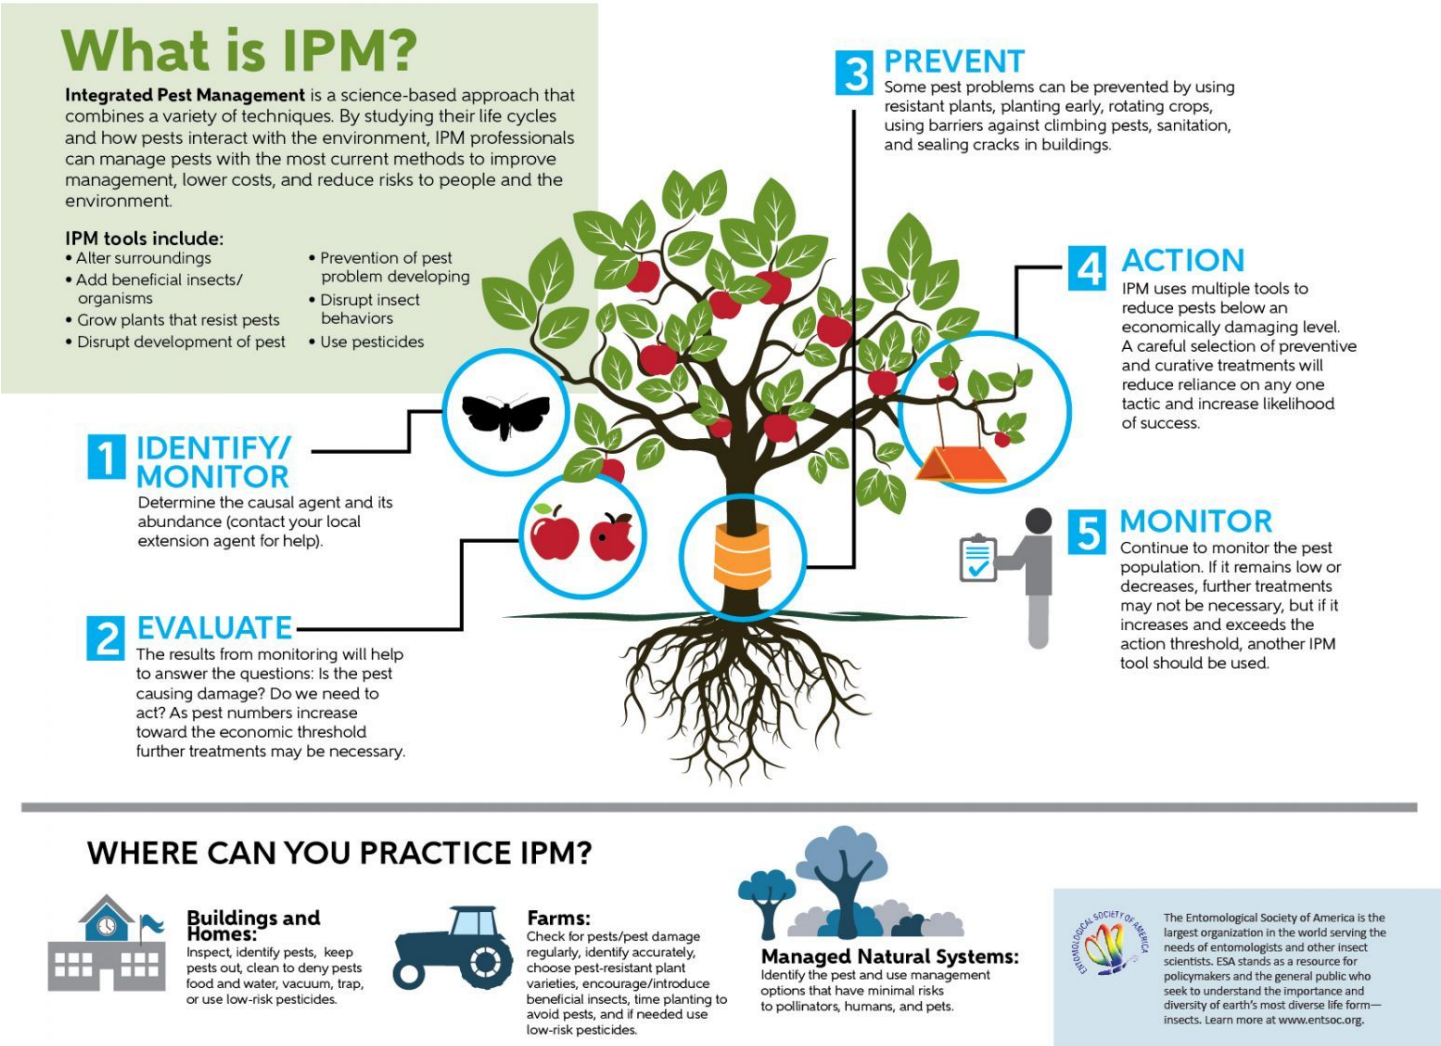 What is IPM?
Integrated Pest Management is a science-based approach that
combines a variety of techniques. By studying their life cycles
and how pests interact with the environment, IPM professionals
can manage pests with the most current methods to improve
management, lower costs, and reduce risks to people and the
environment.
IPM tools include:
• Alter surroundings
• Add beneficial insects/
organisms
• Grow plants that resist pests
• Disrupt development of pest
• Prevention of pest
problem developing
• Disrupt insect
behaviors
• Use pesticides
1 IDENTIFY/
MONITOR
Determine the causal agent and its
abundance (contact your local
extension agent for help).
2 EVALUATE
The results from monitoring will help
to answer the questions: Is the pest
causing damage? Do we need to
act? As pest numbers increase
toward the economic threshold
further treatments may be necessary.
3 PREVENT
Some pest problems can be prevented by using
resistant plants, planting early, rotating crops,
using barriers against climbing pests, sanitation,
and sealing cracks in buildings.
4 ACTION
IPM uses multiple tools to
reduce pests below an
economically damaging level.
A careful selection of preventive
and curative treatments will
reduce reliance on any one
tactic and increase likelihood
of success.
5 MONITOR
Continue to monitor the pest
population. If it remains low or
decreases, further treatments
may not be necessary, but if it
increases and exceeds the
action threshold, another IPM
tool should be used.
WHERE CAN YOU PRACTICE IPM?
Buildings and
Homes:
Inspect, identify pests, keep
pests out, clean to deny pests
food and water, vacuum, trap,
or use low-risk pesticides.
Farms:
Check for pests/pest damage
regularly, identify accurately,
choose pest-resistant plant
varieties, encourage/introduce
beneficial insects, time planting to
avoid pests, and if needed use
low-risk pesticides.
Managed Natural Systems:
Identify the pest and use management
options that have minimal risks
to pollinators, humans, and pets.
ENTOMOLOGICAL SOCIETY OF AMERICA
The Entomological Society of America is the
largest organization in the world serving the
needs of entomologists and other insect
scientists. ESA stands as a resource for
policymakers and the general public who
seek to understand the importance and
diversity of earth's most diverse life form—
insects. Learn more at www.entsoc.org.